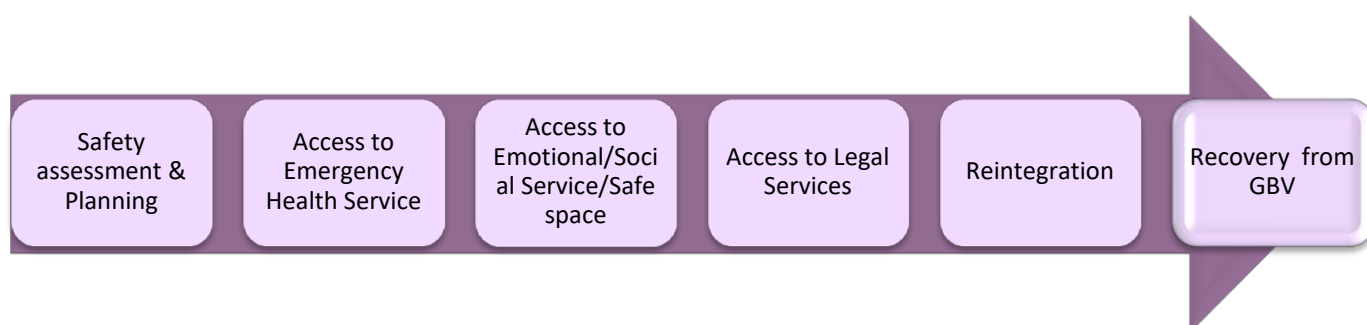 Safety
assessment &
Planning
Access to
Emergency
Health Service
Access to
Emotional/Soci
al Service/Safe
space
Access to Legal
Services
Reintegration
Recovery from
GBV